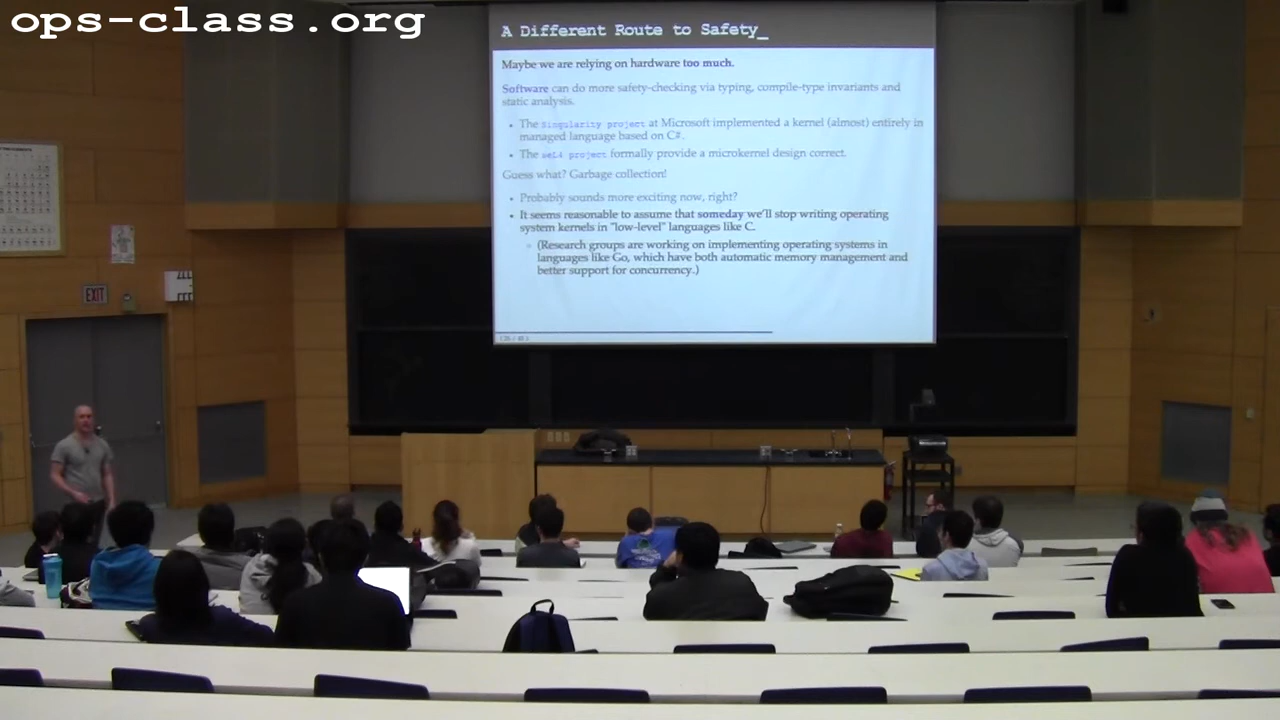 ops-class.org
A Different Route to Safety_
Maybe we are relying on hardware too much.
Software can do more safety-checking via typing, compile-type invariants and
static analysis.
• The Singularity project at Microsoft implemented a kernel (almost) entirely in
managed language based on C#.
• The seL4 project formally provide a microkernel design correct.
Guess what? Garbage collection!
• Probably sounds more exciting now, right?
• It seems reasonable to assume that someday we'll stop writing operating
system kernels in "low-level" languages like C.
◦ (Research groups are working on implementing operating systems in
languages like Go, which have both automatic memory management and
better support for concurrency.)
EXIT